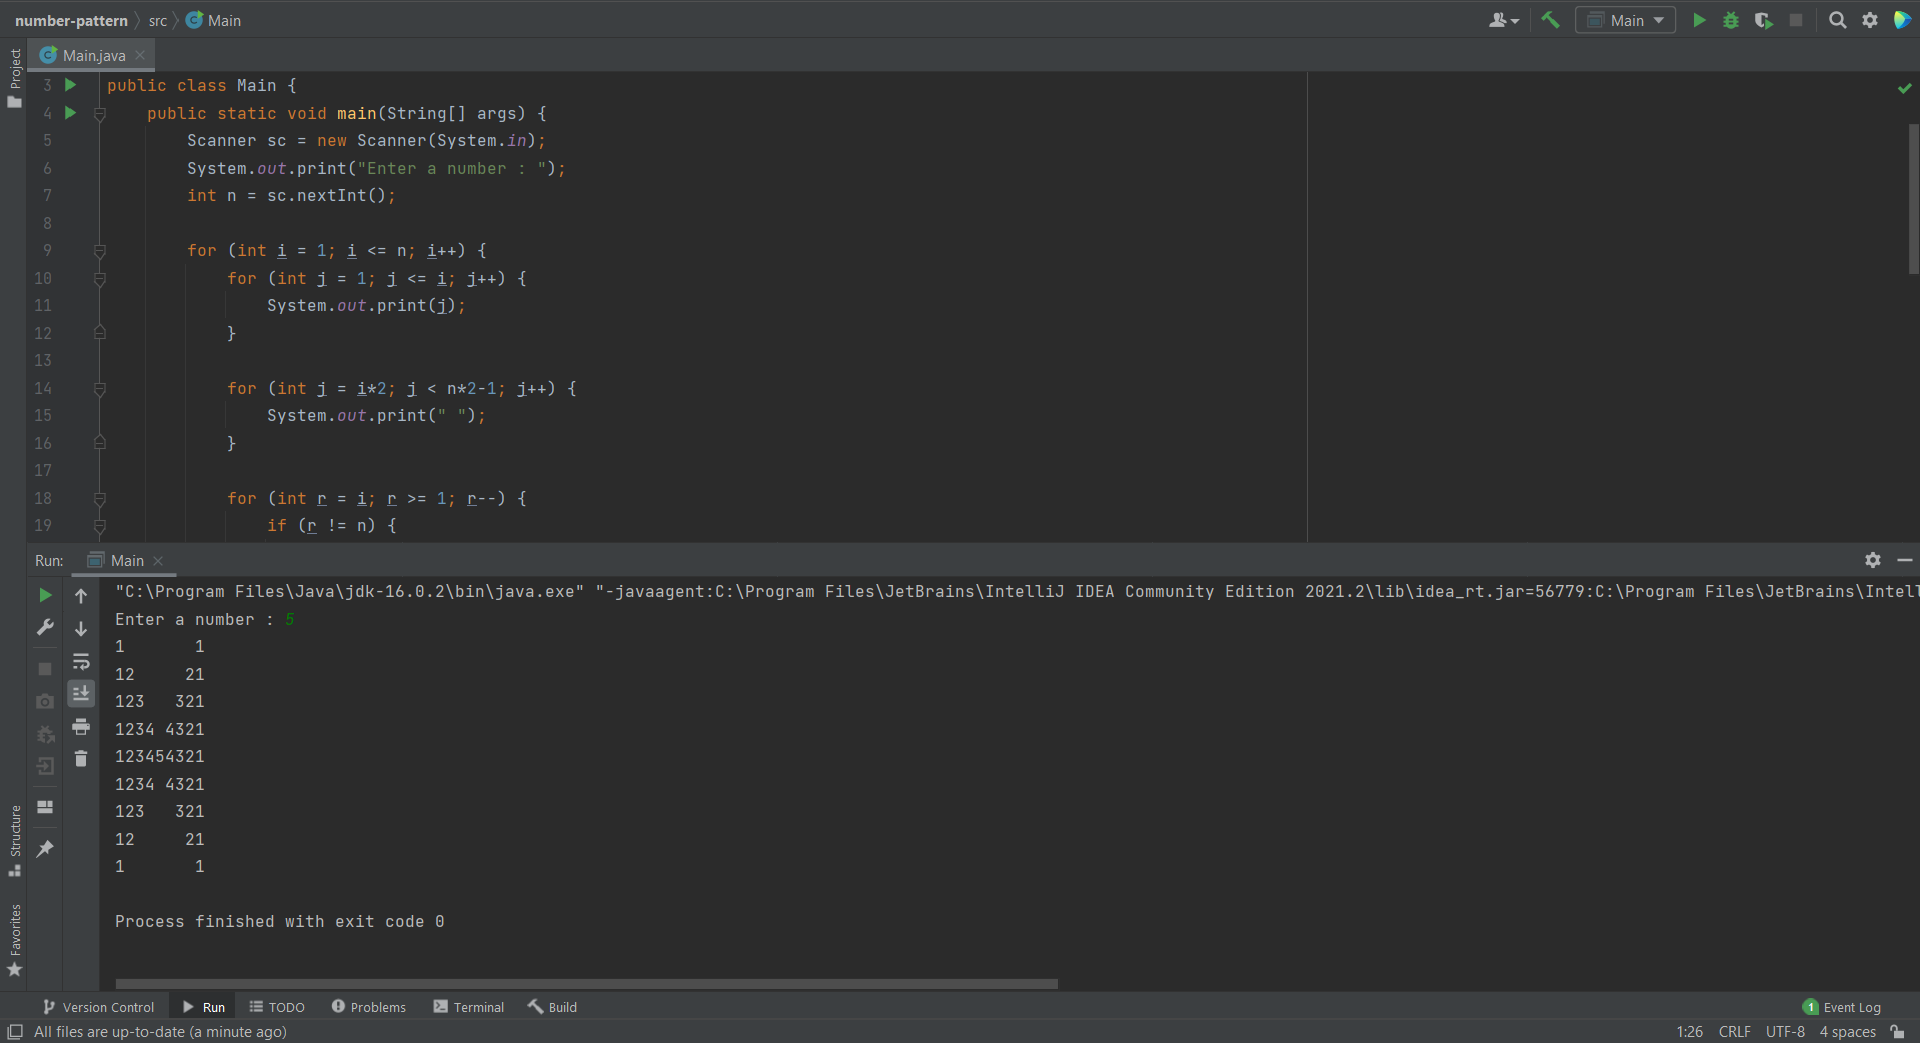 number-pattern src Main
Main
Project
Main.java
3 public class Main {
4     public static void main(String[] args) {
5         Scanner sc = new Scanner(System.in);
6         System.out.print("Enter a number : ");
7         int n = sc.nextInt();
8
9         for (int i = 1; i <= n; i++) {
10             for (int j = 1; j <= i; j++) {
11                 System.out.print(j);
12             }
13
14             for (int j = i*2; j < n*2-1; j++) {
15                 System.out.print(" ");
16             }
17
18             for (int r = i; r >= 1; r--) {
19                 if (r != n) {
Run: Main
"C:\Program Files\Java\jdk-16.0.2\bin\java.exe" "-javaagent:C:\Program Files\JetBrains\IntelliJ IDEA Community Edition 2021.2\lib\idea_rt.jar=56779:C:\Program Files\JetBrains\Intell
Enter a number : 5
1       1
12     21
123   321
1234 4321
123454321
1234 4321
123   321
12     21
1       1
Process finished with exit code 0
Structure
Favorites
Version Control Run TODO Problems Terminal Build 1 Event Log
All files are up-to-date (a minute ago) 1:26 CRLF UTF-8 4 spaces